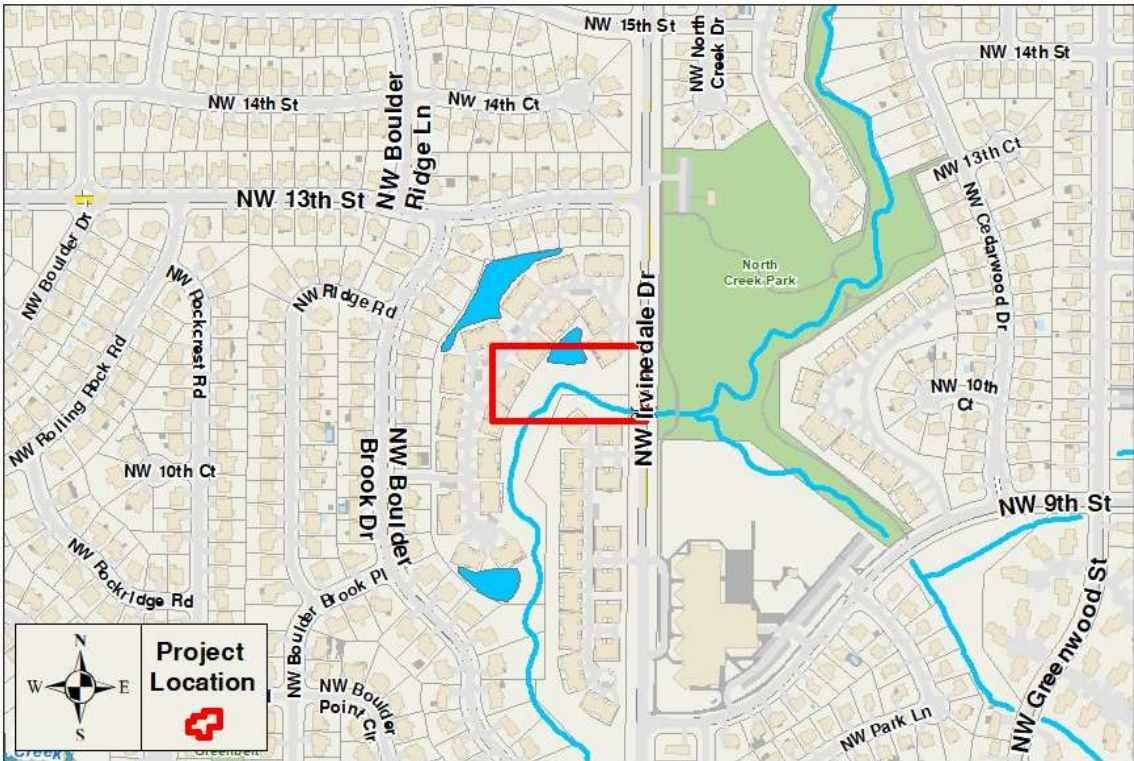 NW 15th St
NW North
Creek Dr
NW 14th St
NW 14th St
NW 14th Ct
NW Boulder
Ridge Ln
NW 13th St
NW 13th Ct
NW Boulder Dr
NW Rockcrest Rd
NW Ridge Rd
NW Irvinedale Dr
North
Creek Park
NW Cedarwood Dr
NW Rolling Rock Rd
NW 10th
Ct
NW 10th Ct
NW Boulder
Brook Dr
NW 9th St
NW Rockridge Rd
NW Boulder Brook Pl
NW Greenwood St
NW Boulder
Point Cir
NW Park Ln
N
W
E
S
Project
Location
Greenbelt
Creek